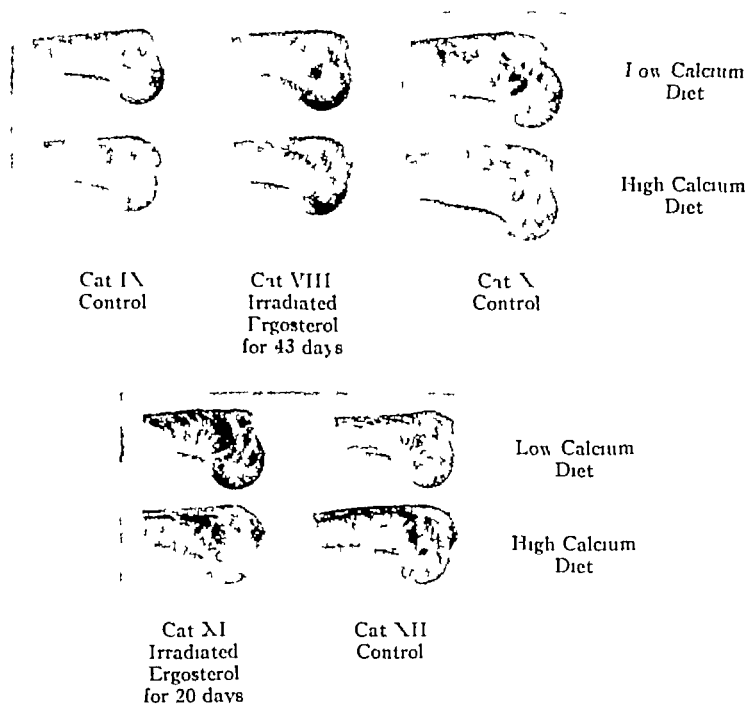 Low Calcium
Diet
High Calcium
Diet
Cat IX
Control
Cat VIII
Irradiated
Ergosterol
for 43 days
Cat X
Control
Low Calcium
Diet
High Calcium
Diet
Cat XI
Irradiated
Ergosterol
for 20 days
Cat XII
Control